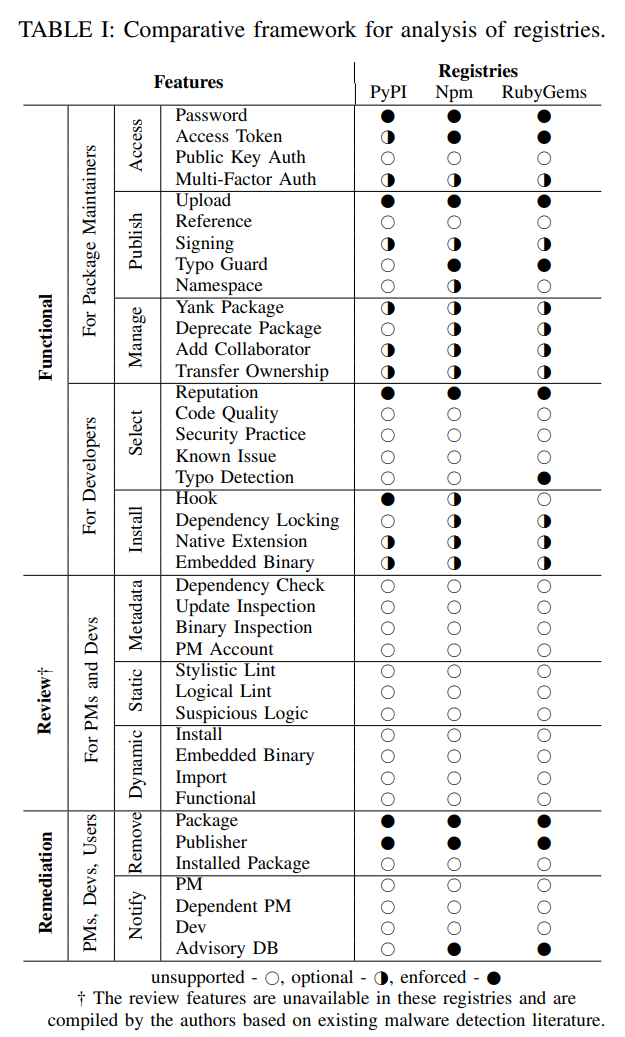 TABLE I: Comparative framework for analysis of registries.
Features Registries
PyPI Npm RubyGems
Functional
For Package Maintainers
Access
Password ● ● ●
Access Token ◑ ● ●
Public Key Auth ○ ○ ○
Multi-Factor Auth ◑ ◑ ◑
Publish
Upload ● ● ●
Reference ○ ○ ○
Signing ◑ ◑ ◑
Typo Guard ○ ● ●
Namespace ○ ◑ ○
Manage
Yank Package ◑ ◑ ◑
Deprecate Package ○ ◑ ◑
Add Collaborator ◑ ◑ ◑
Transfer Ownership ◑ ◑ ◑
For Developers
Select
Reputation ● ● ●
Code Quality ○ ○ ○
Security Practice ○ ○ ○
Known Issue ○ ○ ○
Typo Detection ○ ○ ●
Install
Hook ● ◑ ○
Dependency Locking ○ ◑ ◑
Native Extension ◑ ◑ ◑
Embedded Binary ◑ ◑ ◑
Review†
For PMs and Devs
Metadata
Dependency Check ○ ○ ○
Update Inspection ○ ○ ○
Binary Inspection ○ ○ ○
PM Account ○ ○ ○
Static
Stylistic Lint ○ ○ ○
Logical Lint ○ ○ ○
Suspicious Logic ○ ○ ○
Dynamic
Install ○ ○ ○
Embedded Binary ○ ○ ○
Import ○ ○ ○
Functional ○ ○ ○
Remediation
PMs, Devs, Users
Remove
Package ● ● ●
Publisher ● ● ●
Installed Package ○ ○ ○
Notify
PM ○ ○ ○
Dependent PM ○ ○ ○
Dev ○ ○ ○
Advisory DB ○ ● ●
unsupported - ○, optional - ◑, enforced - ●
† The review features are unavailable in these registries and are
compiled by the authors based on existing malware detection literature.